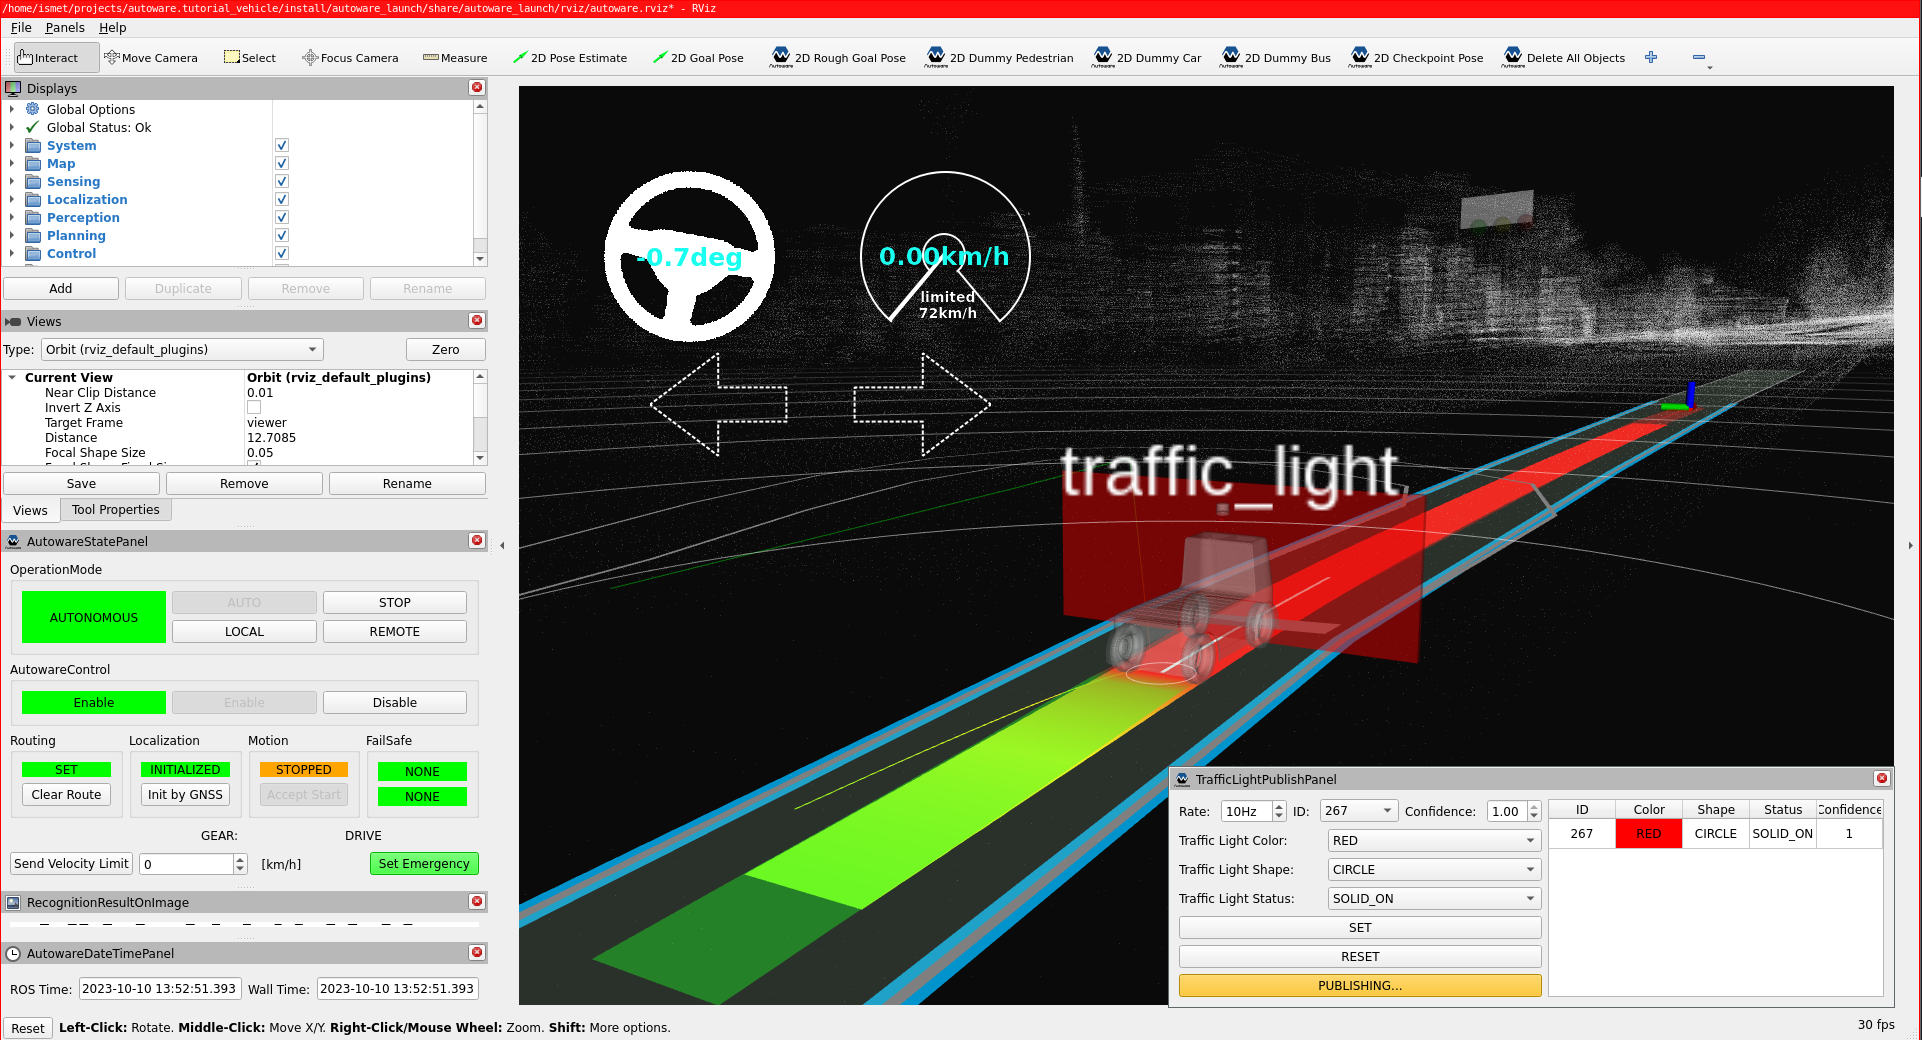 /home/ismet/projects/autoware.tutorial_vehicle/install/autoware_launch/share/autoware_launch/rviz/autoware.rviz* - RViz
File Panels Help
Interact Move Camera Select Focus Camera Measure 2D Pose Estimate 2D Goal Pose 2D Rough Goal Pose 2D Dummy Pedestrian 2D Dummy Car 2D Dummy Bus 2D Checkpoint Pose Delete All Objects
Displays
Global Options
Global Status: Ok
System
Map
Sensing
Localization
Perception
Planning
Control
Add Duplicate Remove Rename
Views
Type: Orbit (rviz_default_plugins) Zero
Current View Orbit (rviz_default_plugins)
Near Clip Distance 0.01
Invert Z Axis
Target Frame viewer
Distance 12.7085
Focal Shape Size 0.05
Save Remove Rename
Views Tool Properties
AutowareStatePanel
OperationMode
AUTONOMOUS AUTO STOP
LOCAL REMOTE
AutowareControl
Enable Enable Disable
Routing Localization Motion FailSafe
SET INITIALIZED STOPPED NONE
Clear Route Init by GNSS Accept Start NONE
GEAR: DRIVE
Send Velocity Limit 0 [km/h] Set Emergency
RecognitionResultOnImage
AutowareDateTimePanel
ROS Time: 2023-10-10 13:52:51.393 Wall Time: 2023-10-10 13:52:51.393
Reset Left-Click: Rotate. Middle-Click: Move X/Y. Right-Click/Mouse Wheel: Zoom. Shift: More options.
30 fps
-0.7deg
0.00km/h
limited
72km/h
traffic_light
TrafficLightPublishPanel
Rate: 10Hz ID: 267 Confidence: 1.00
Traffic Light Color: RED
Traffic Light Shape: CIRCLE
Traffic Light Status: SOLID_ON
SET
RESET
PUBLISHING...
ID Color Shape Status Confidence
267 RED CIRCLE SOLID_ON 1